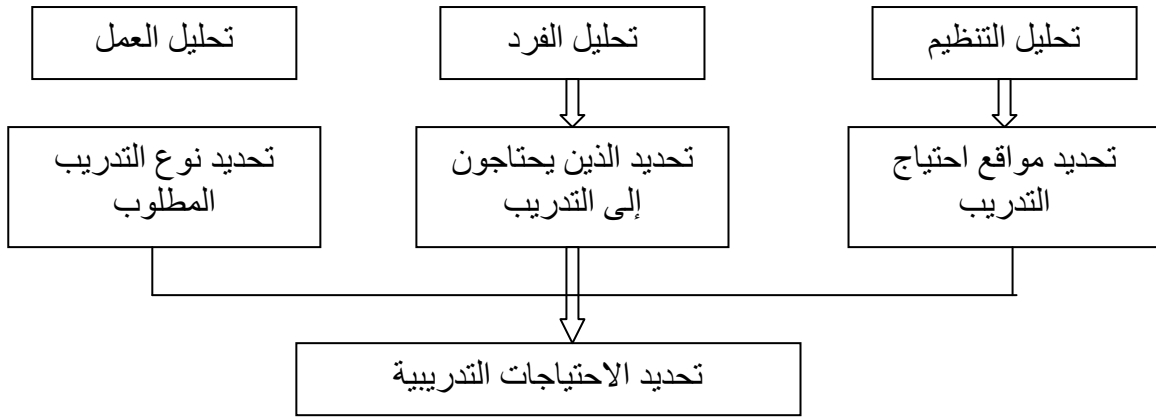 تحليل التنظيم
تحليل الفرد
تحليل العمل
تحديد مواقع احتياج
التدريب
تحديد الذين يحتاجون
إلى التدريب
تحديد نوع التدريب
المطلوب
تحديد الاحتياجات التدريبية